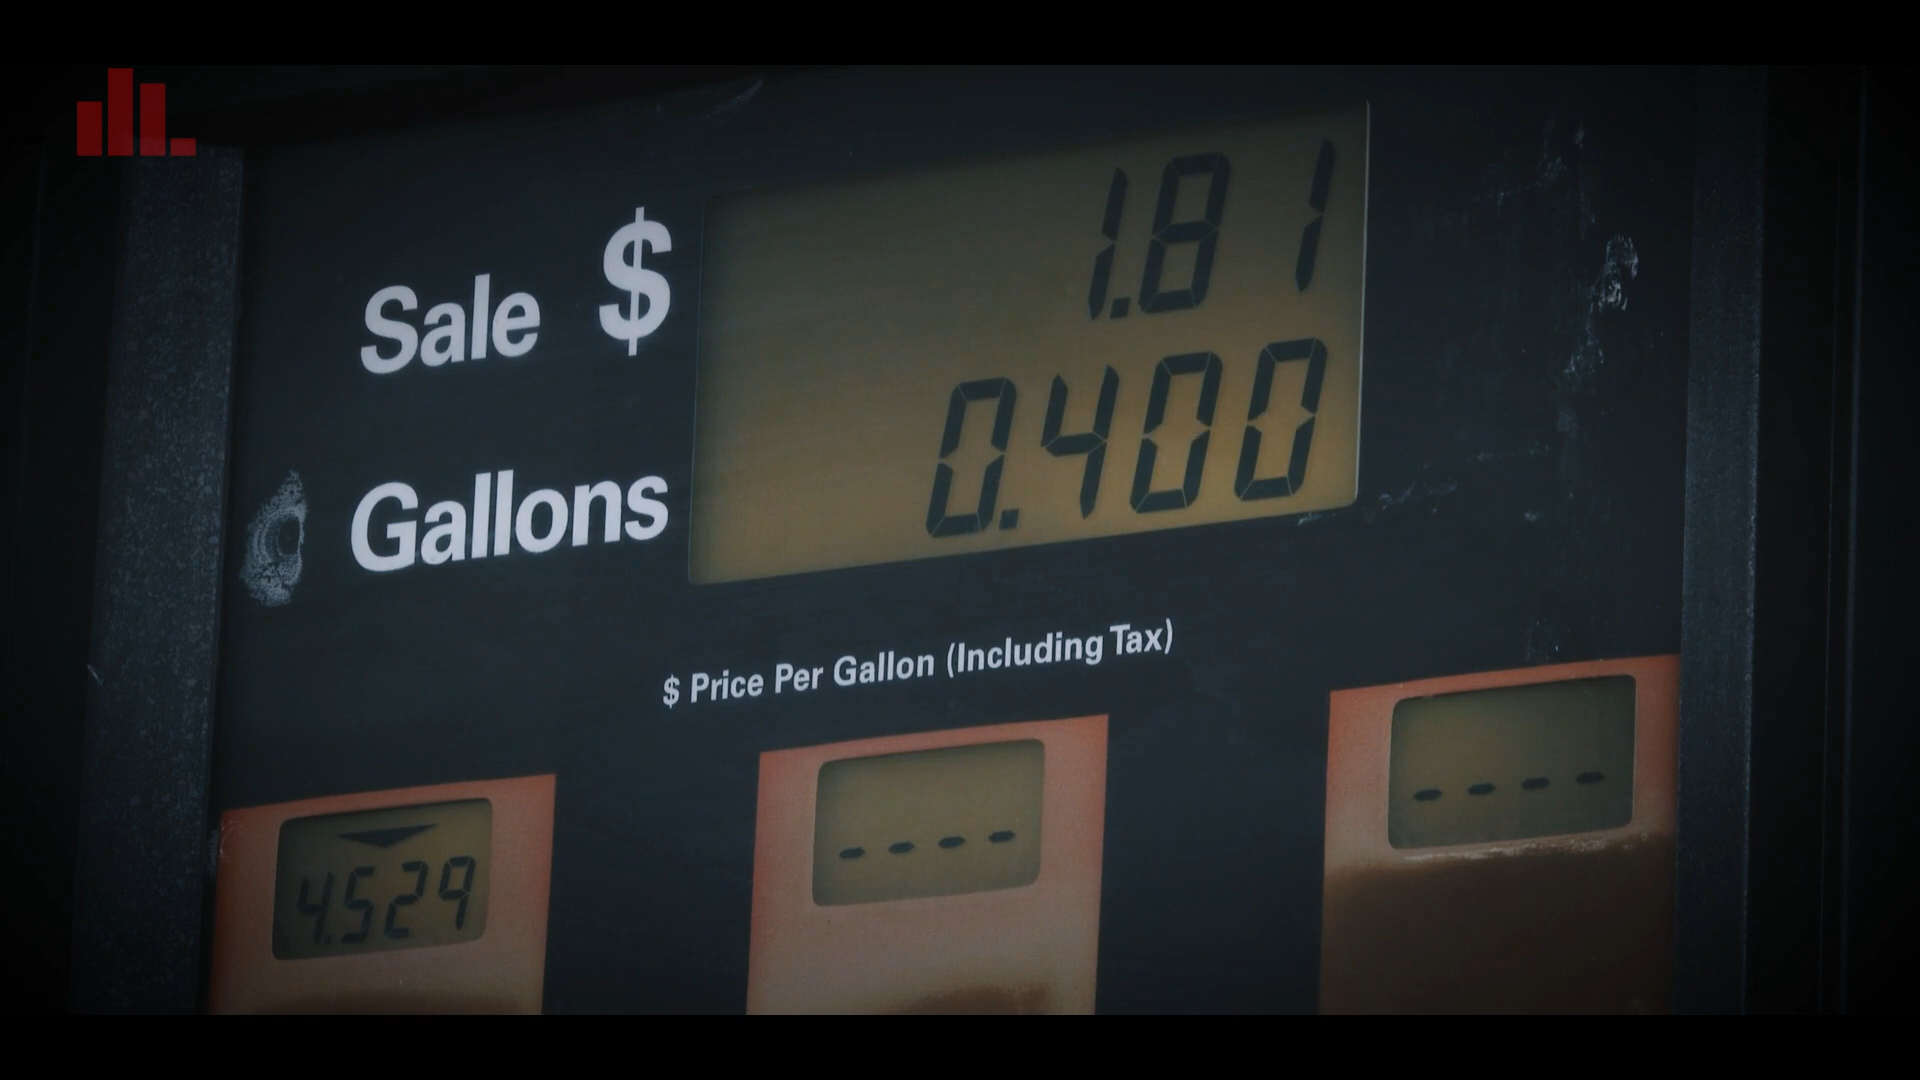 Sale $ 1.81
Gallons 0.400
$ Price Per Gallon (Including Tax)
4.529 ---- ----